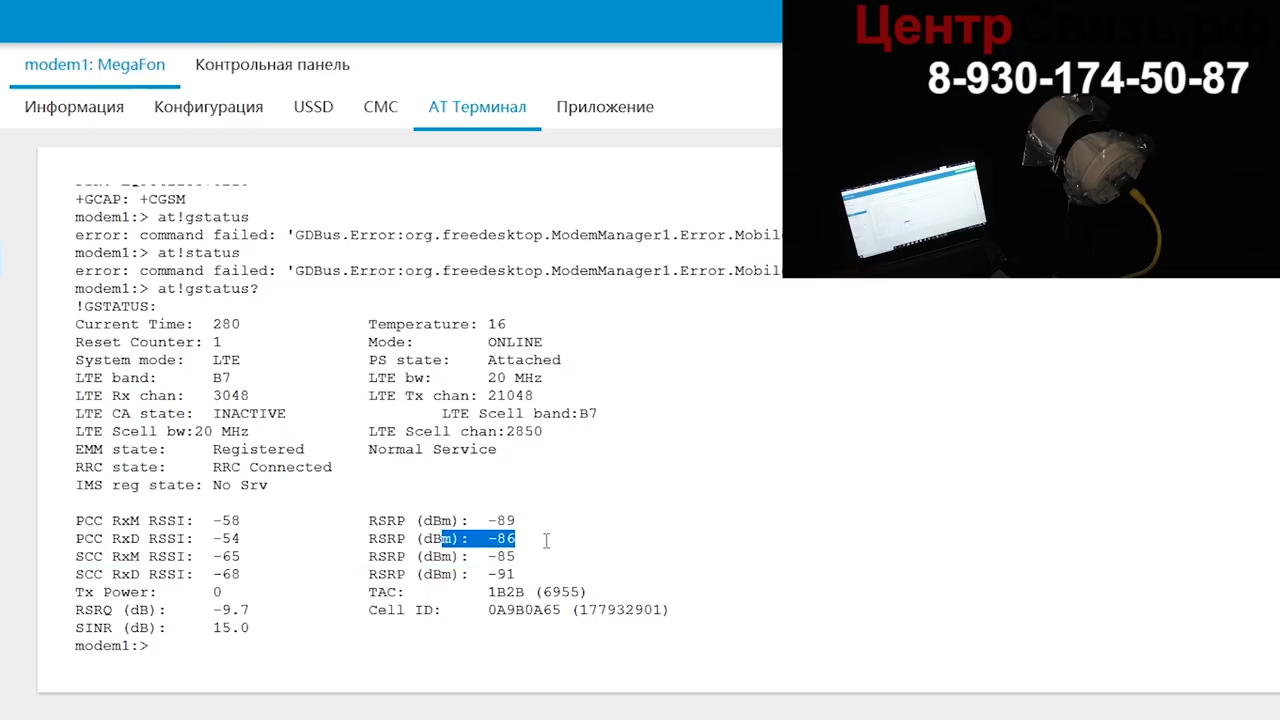 ЦентрСвязь.рф
8-930-174-50-87
modem1: MegaFon Контрольная панель
Информация Конфигурация USSD СМС АТ Терминал Приложение
+GCAP: +CGSM
modem1:> at!gstatus
error: command failed: 'GDBus.Error:org.freedesktop.ModemManager1.Error.Mobil
modem1:> at!status
error: command failed: 'GDBus.Error:org.freedesktop.ModemManager1.Error.Mobil
modem1:> at!gstatus?
!GSTATUS:
Current Time: 280 Temperature: 16
Reset Counter: 1 Mode: ONLINE
System mode: LTE PS state: Attached
LTE band: B7 LTE bw: 20 MHz
LTE Rx chan: 3048 LTE Tx chan: 21048
LTE CA state: INACTIVE LTE Scell band:B7
LTE Scell bw:20 MHz LTE Scell chan:2850
EMM state: Registered Normal Service
RRC state: RRC Connected
IMS reg state: No Srv
PCC RxM RSSI: -58 RSRP (dBm): -89
PCC RxD RSSI: -54 RSRP (dBm): -86
SCC RxM RSSI: -65 RSRP (dBm): -85
SCC RxD RSSI: -68 RSRP (dBm): -91
Tx Power: 0 TAC: 1B2B (6955)
RSRQ (dB): -9.7 Cell ID: 0A9B0A65 (177932901)
SINR (dB): 15.0
modem1:>